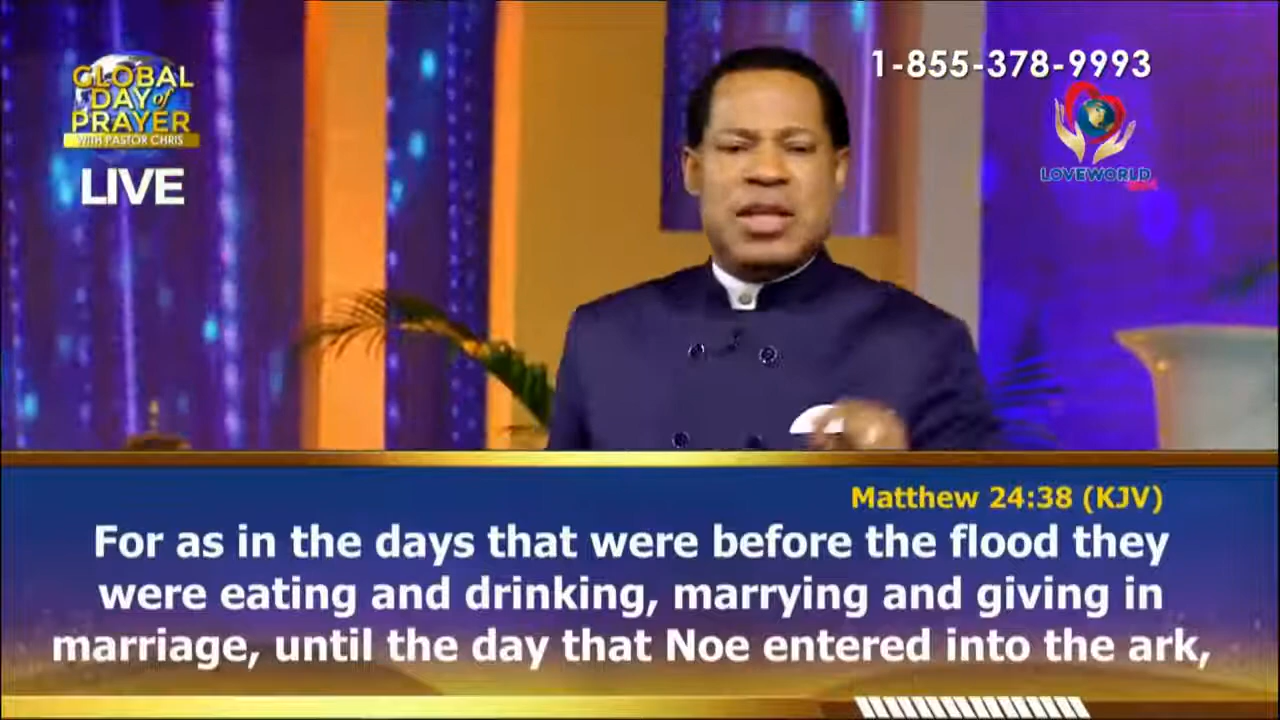 GLOBAL
DAY of
PRAYER
WITH PASTOR CHRIS
LIVE
1-855-378-9993
LOVEWORLD
Matthew 24:38 (KJV)
For as in the days that were before the flood they
were eating and drinking, marrying and giving in
marriage, until the day that Noe entered into the ark,